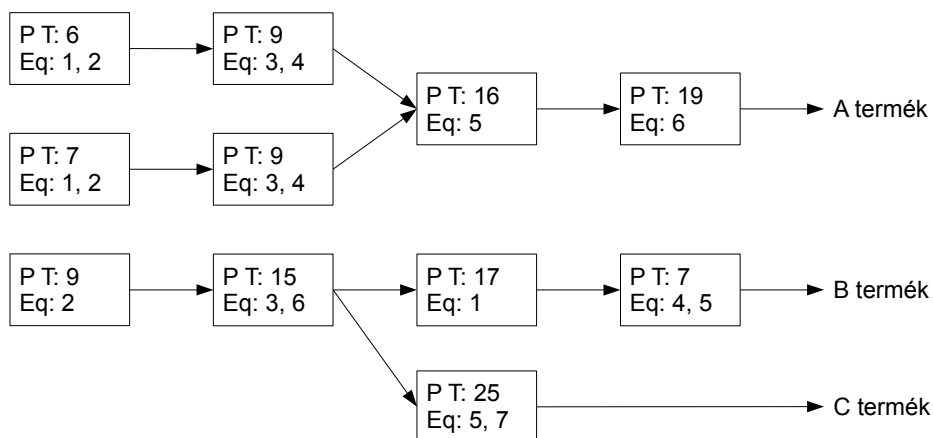 P T: 6
Eq: 1, 2
P T: 9
Eq: 3, 4
P T: 16
Eq: 5
P T: 19
Eq: 6
A termék
P T: 7
Eq: 1, 2
P T: 9
Eq: 3, 4
P T: 9
Eq: 2
P T: 15
Eq: 3, 6
P T: 17
Eq: 1
P T: 7
Eq: 4, 5
B termék
P T: 25
Eq: 5, 7
C termék